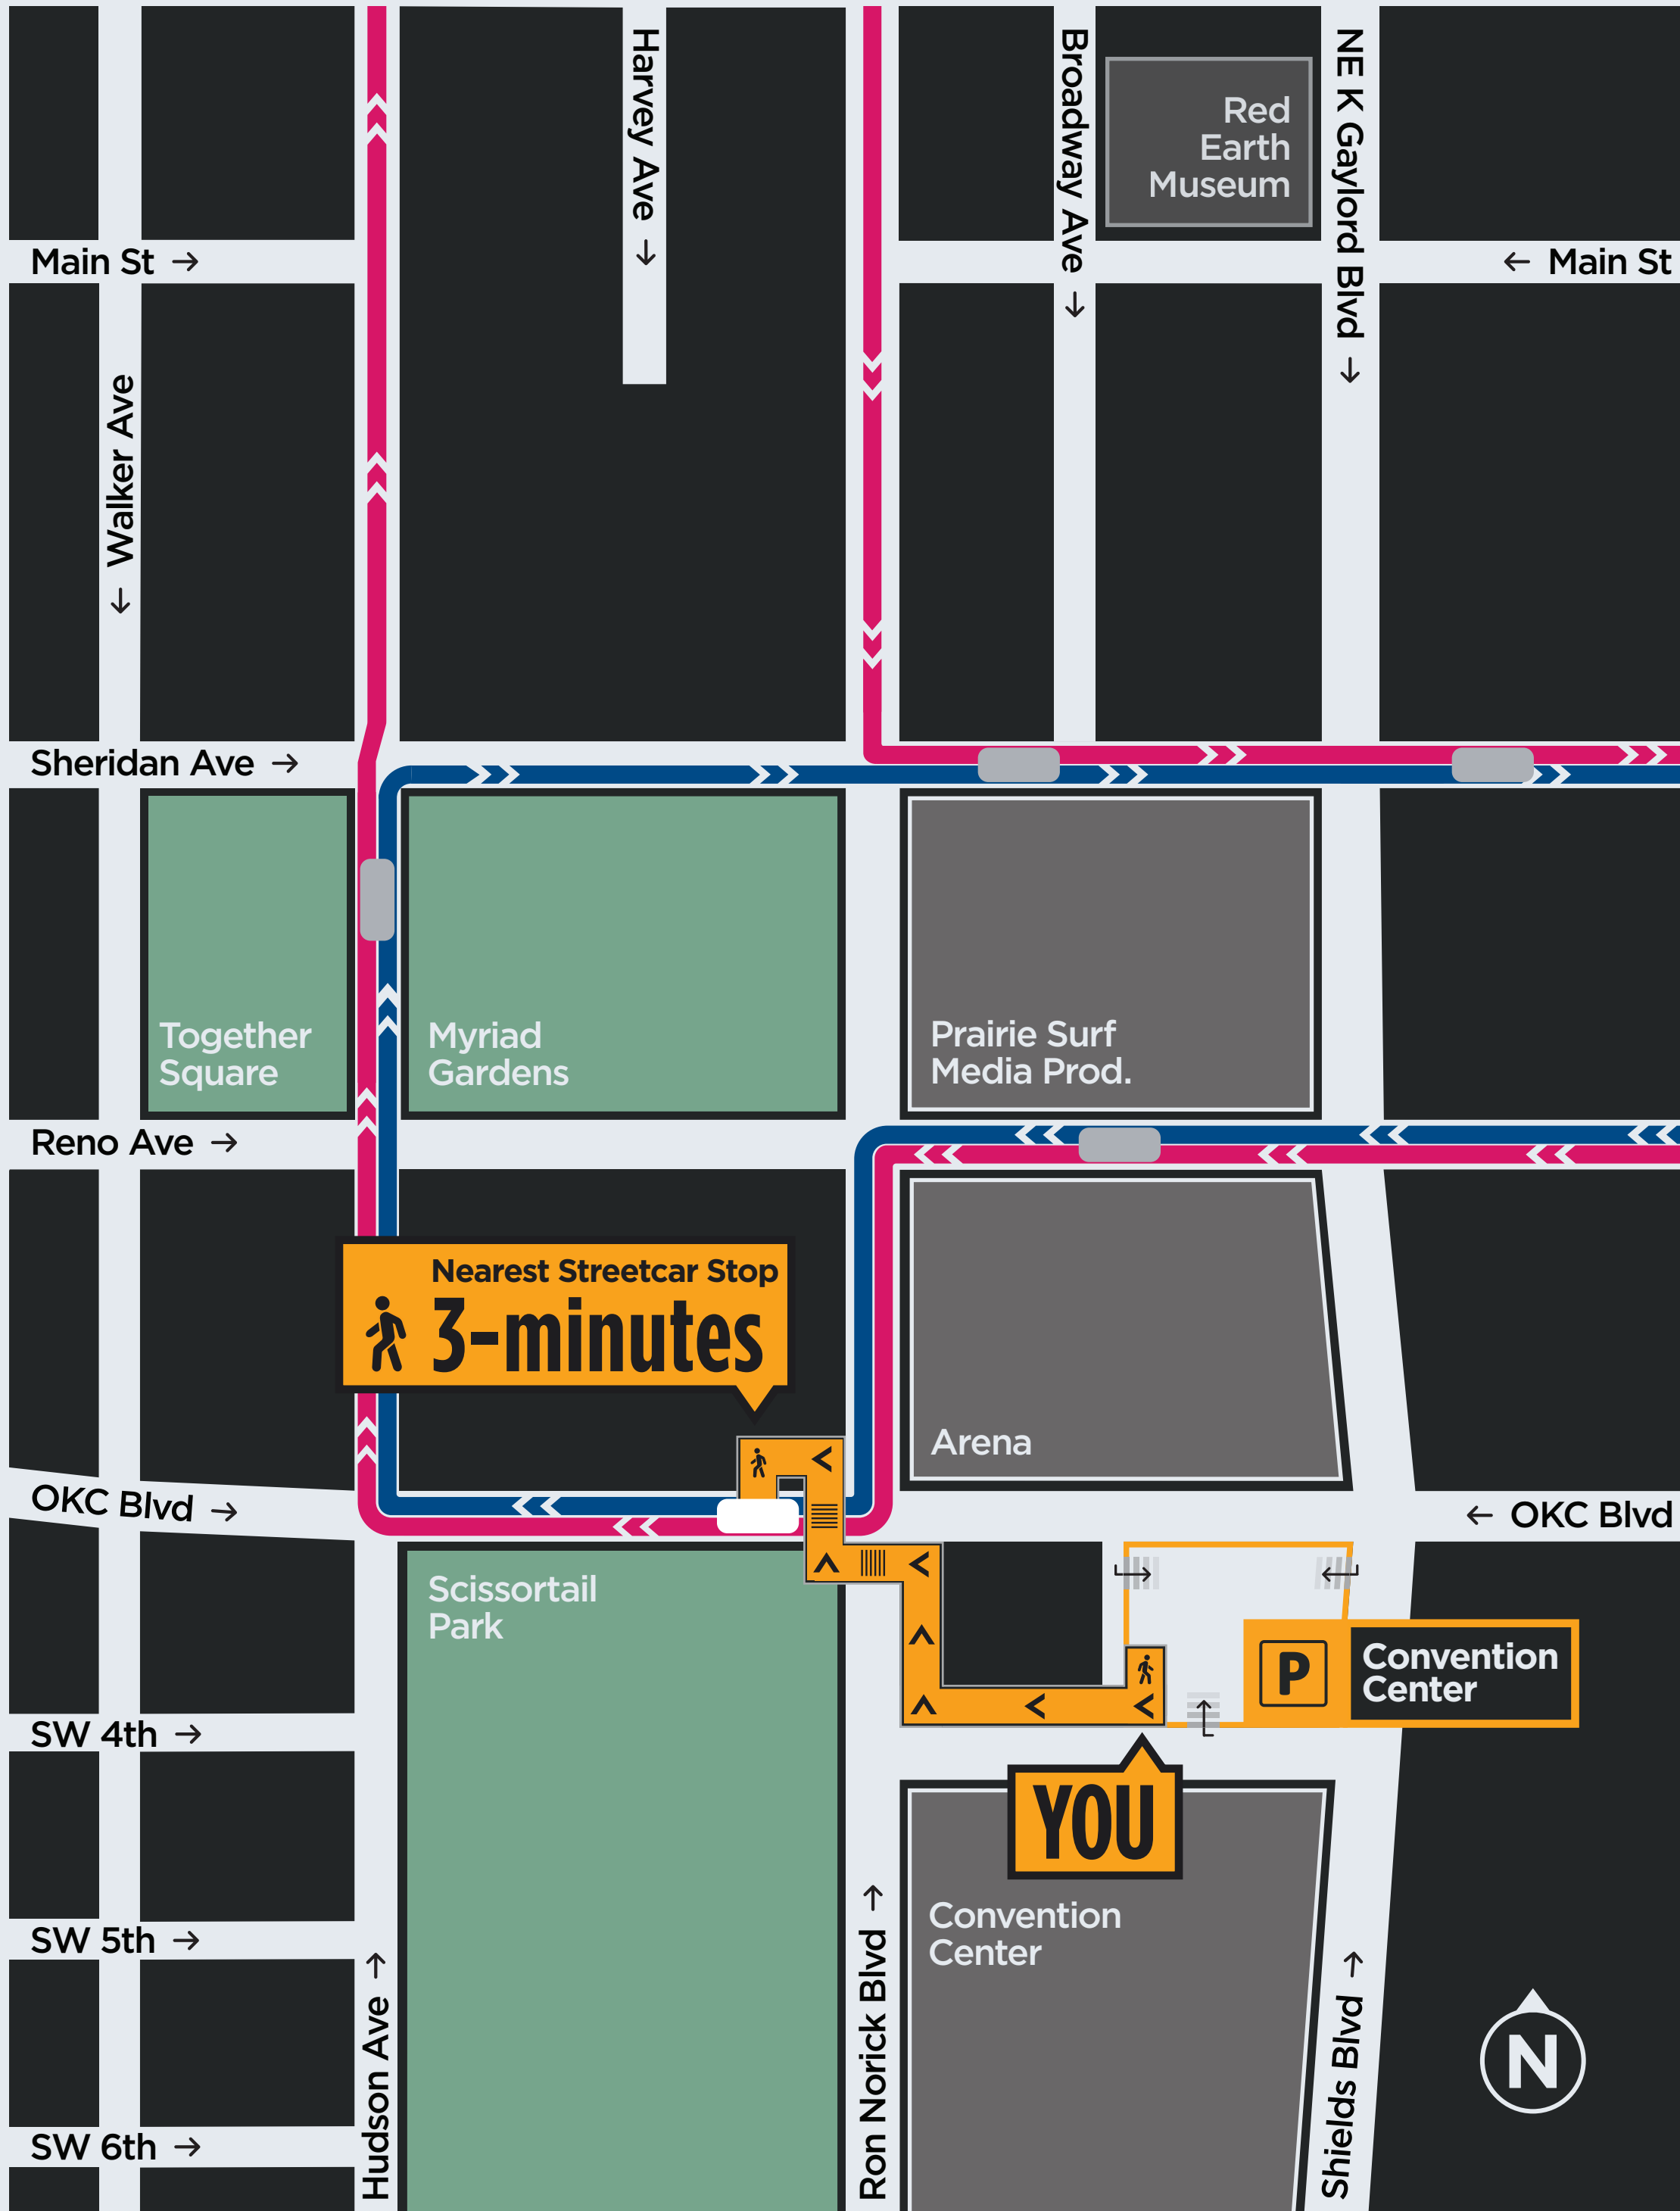 Harvey Ave
Broadway Ave
NE K Gaylord Blvd
Red
Earth
Museum
Main St →
← Main St
← Walker Ave
Sheridan Ave →
Together
Square
Myriad
Gardens
Prairie Surf
Media Prod.
Reno Ave →
Nearest Streetcar Stop
3-minutes
Arena
OKC Blvd →
← OKC Blvd
Scissortail
Park
P
Convention
Center
SW 4th →
YOU
Convention
Center
SW 5th →
Hudson Ave →
Ron Norick Blvd →
Shields Blvd →
N
SW 6th →